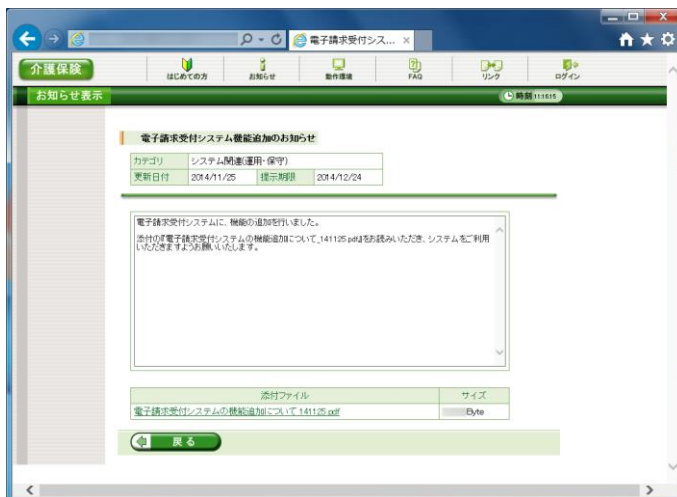 電子請求受付シス... ×
介護保険
はじめての方 お知らせ 動作環境 FAQ リンク ログイン
お知らせ表示
時刻 11:15:15
電子請求受付システム機能追加のお知らせ
カテゴリ システム関連(運用・保守)
更新日付 2014/11/25 提示期限 2014/12/24
電子請求受付システムに、機能の追加を行いました。
添付の『電子請求受付システムの機能追加について_141125.pdf』をお読みいただき、システムをご利用
いただきますようお願いいたします。
添付ファイル サイズ
電子請求受付システムの機能追加について_141125.pdf Byte
戻る